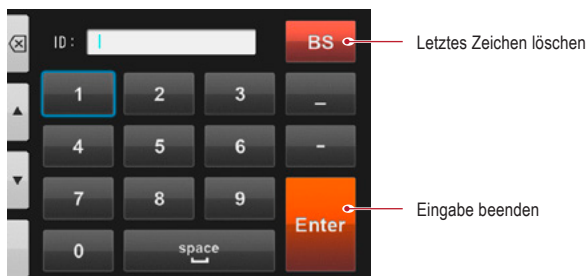 ID: BS Letztes Zeichen löschen
1 2 3 _
4 5 6 -
7 8 9
Enter Eingabe beenden
0 space